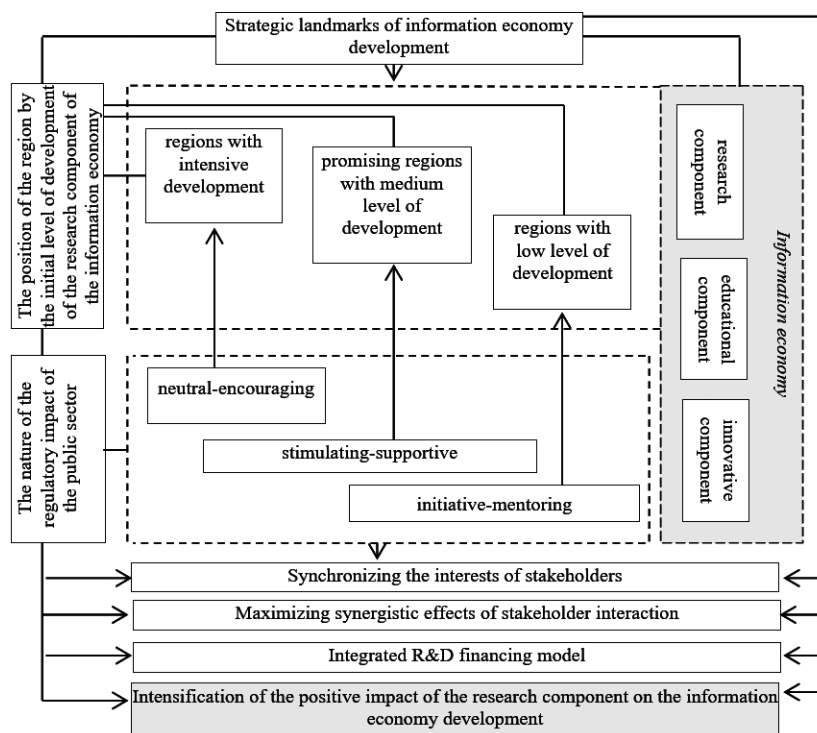 Strategic landmarks of information economy
development
The position of the region by
the initial level of development
of the research component of
the information economy
regions with
intensive
development
promising regions
with medium
level of
development
regions with
low level of
development
research
component
educational
component
innovative
component
Information economy
The nature of the
regulatory impact of
the public sector
neutral-encouraging
stimulating-supportive
initiative-mentoring
Synchronizing the interests of stakeholders
Maximizing synergistic effects of stakeholder interaction
Integrated R&D financing model
Intensification of the positive impact of the research component on the information
economy development